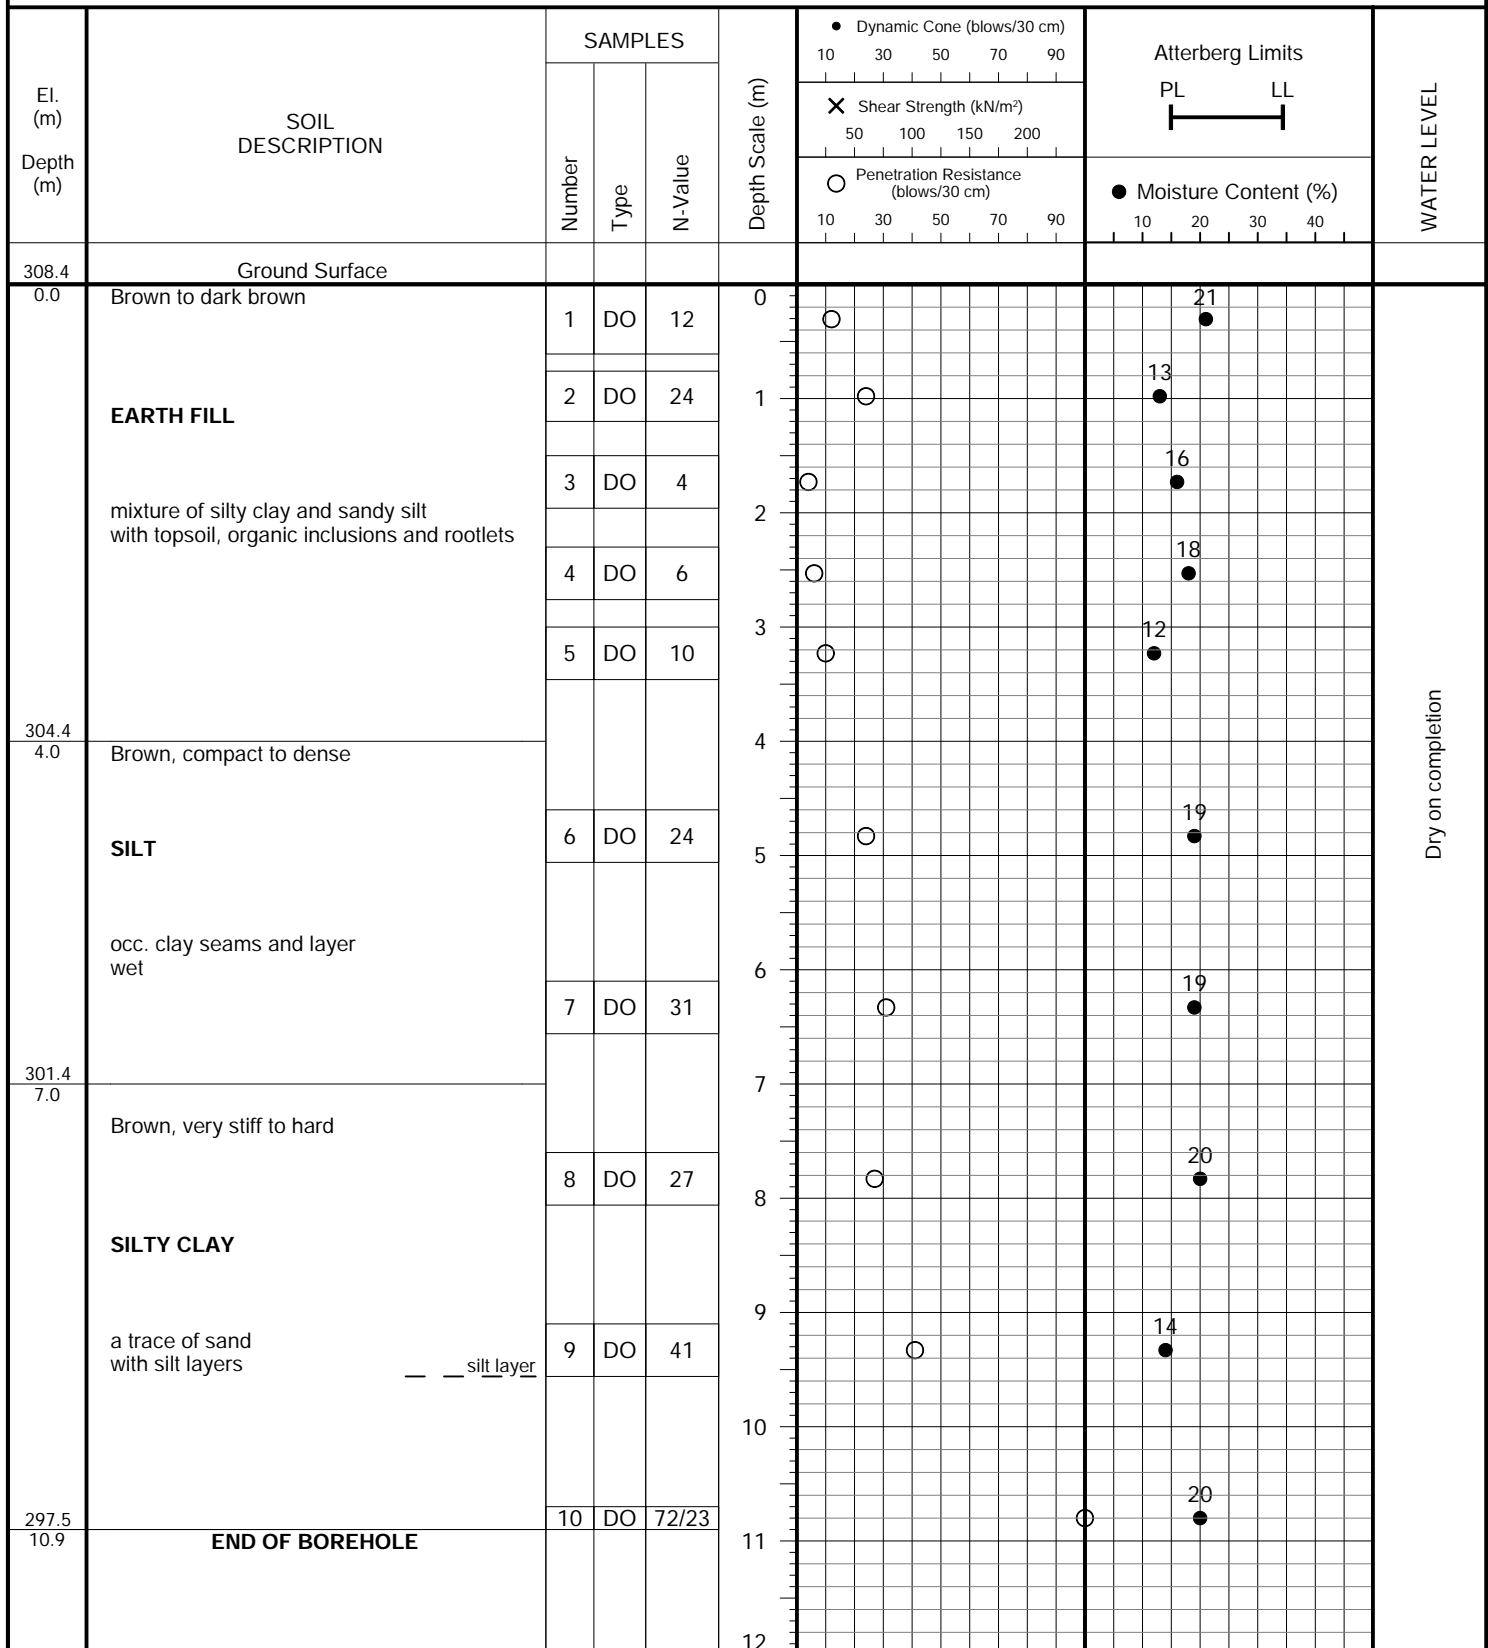 El.
(m)
Depth
(m)
SOIL
DESCRIPTION
SAMPLES
Number
Type
N-Value
Depth Scale (m)
Dynamic Cone (blows/30 cm)
10 30 50 70 90
Shear Strength (kN/m²)
50 100 150 200
Penetration Resistance
(blows/30 cm)
10 30 50 70 90
Atterberg Limits
PL LL
Moisture Content (%)
10 20 30 40
WATER LEVEL
308.4 Ground Surface
0.0 Brown to dark brown 0 21
1 DO 12
13
2 DO 24 1
EARTH FILL
16
3 DO 4
mixture of silty clay and sandy silt 2
with topsoil, organic inclusions and rootlets
18
4 DO 6
3 12
5 DO 10
304.4
4.0 Brown, compact to dense 4
19
6 DO 24
SILT 5
occ. clay seams and layer
wet 6
19
7 DO 31
301.4
7.0 7
Brown, very stiff to hard
20
8 DO 27
8
SILTY CLAY
9
14
a trace of sand 9 DO 41
with silt layers silt layer
10
20
297.5 10 DO 72/23
10.9 END OF BOREHOLE 11
12
Dry on completion